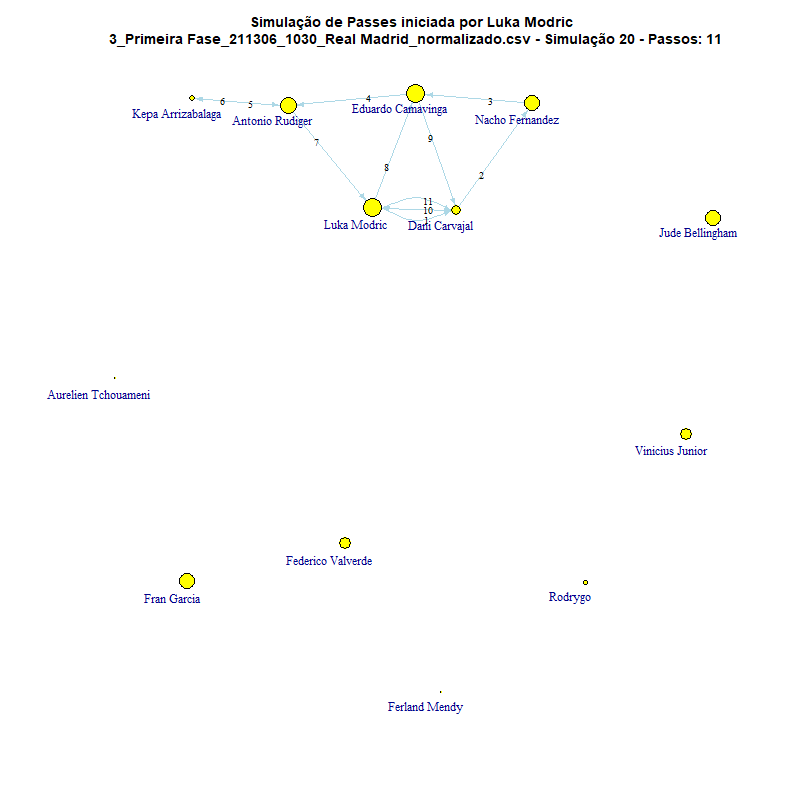 Simulação de Passes iniciada por Luka Modric
3_Primeira Fase_211306_1030_Real Madrid_normalizado.csv - Simulação 20 - Passos: 11
6
5
4
3
Kepa Arrizabalaga
Antonio Rudiger
Eduardo Camavinga
Nacho Fernandez
7
9
8
2
11
10
1
Luka Modric
Dani Carvajal
Jude Bellingham
Aurelien Tchouameni
Vinicius Junior
Federico Valverde
Fran Garcia
Rodrygo
Ferland Mendy